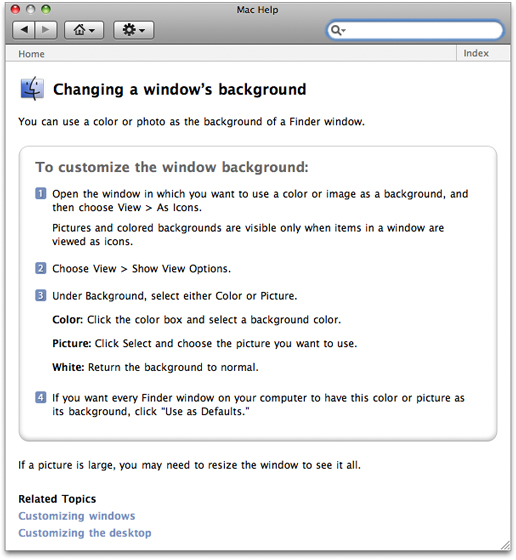 Mac Help
Home
Index
Changing a window's background
You can use a color or photo as the background of a Finder window.
To customize the window background:
1 Open the window in which you want to use a color or image as a background, and
then choose View > As Icons.
Pictures and colored backgrounds are visible only when items in a window are
viewed as icons.
2 Choose View > Show View Options.
3 Under Background, select either Color or Picture.
Color: Click the color box and select a background color.
Picture: Click Select and choose the picture you want to use.
White: Return the background to normal.
4 If you want every Finder window on your computer to have this color or picture as
its background, click "Use as Defaults."
If a picture is large, you may need to resize the window to see it all.
Related Topics
Customizing windows
Customizing the desktop